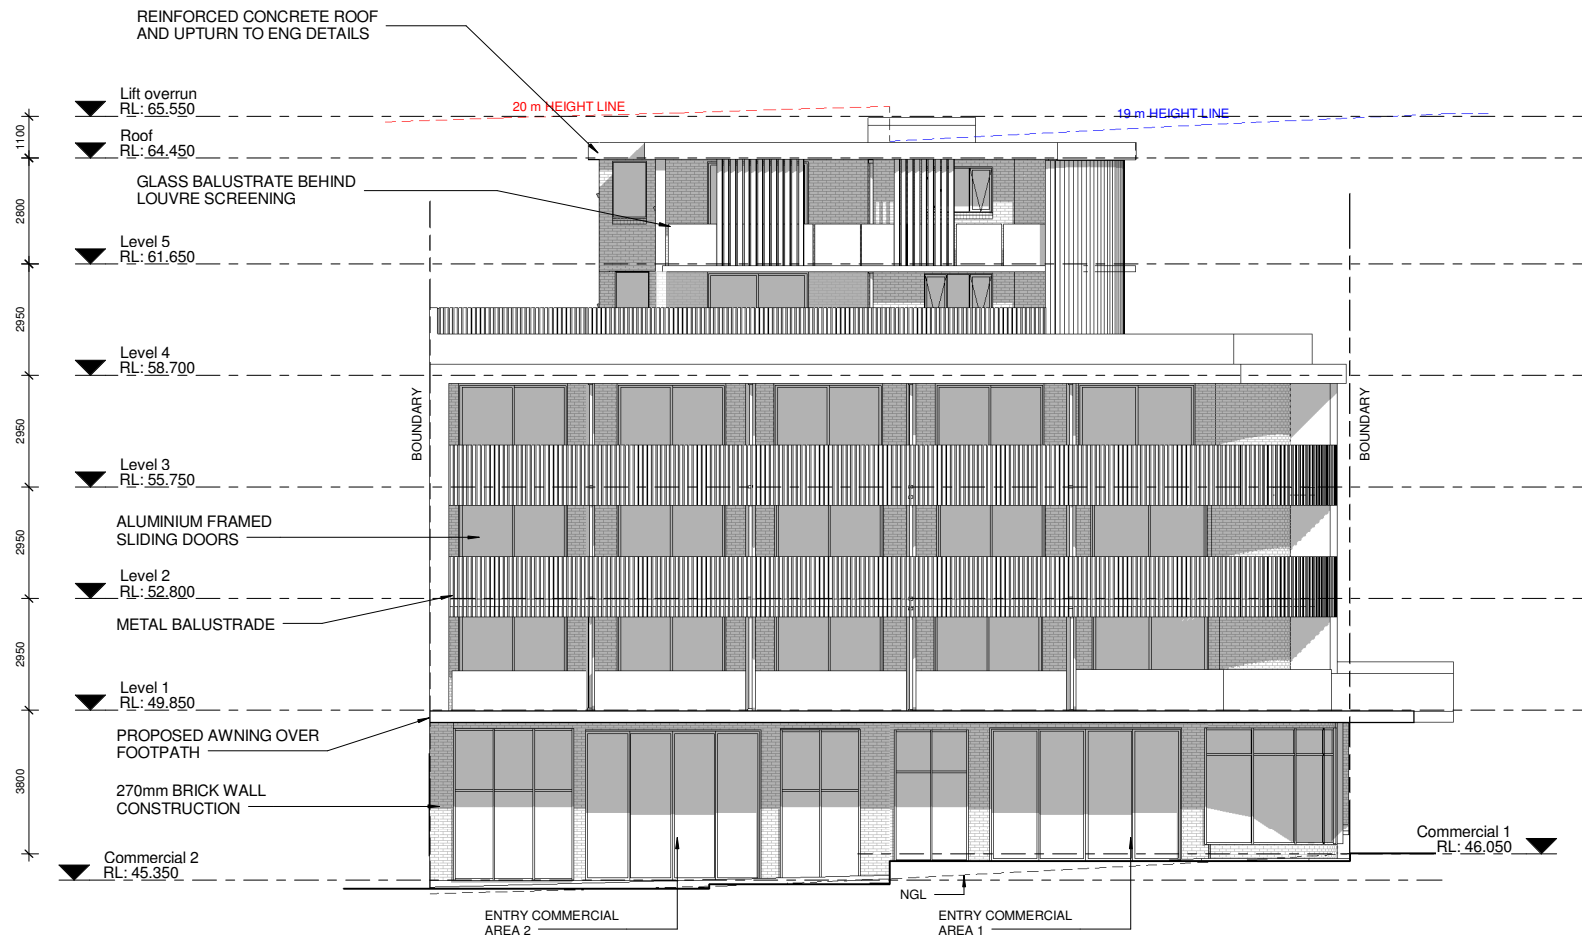 REINFORCED CONCRETE ROOF
AND UPTURN TO ENG DETAILS
Lift overrun
RL: 65.550
20 m HEIGHT LINE
19 m HEIGHT LINE
1100
Roof
RL: 64.450
GLASS BALUSTRATE BEHIND
LOUVRE SCREENING
2800
Level 5
RL: 61.650
2950
Level 4
RL: 58.700
BOUNDARY
BOUNDARY
2950
Level 3
RL: 55.750
ALUMINIUM FRAMED
SLIDING DOORS
2950
Level 2
RL: 52.800
METAL BALUSTRADE
2950
Level 1
RL: 49.850
PROPOSED AWNING OVER
FOOTPATH
3800
270mm BRICK WALL
CONSTRUCTION
Commercial 1
RL: 46.050
Commercial 2
RL: 45.350
NGL
ENTRY COMMERCIAL
AREA 2
ENTRY COMMERCIAL
AREA 1